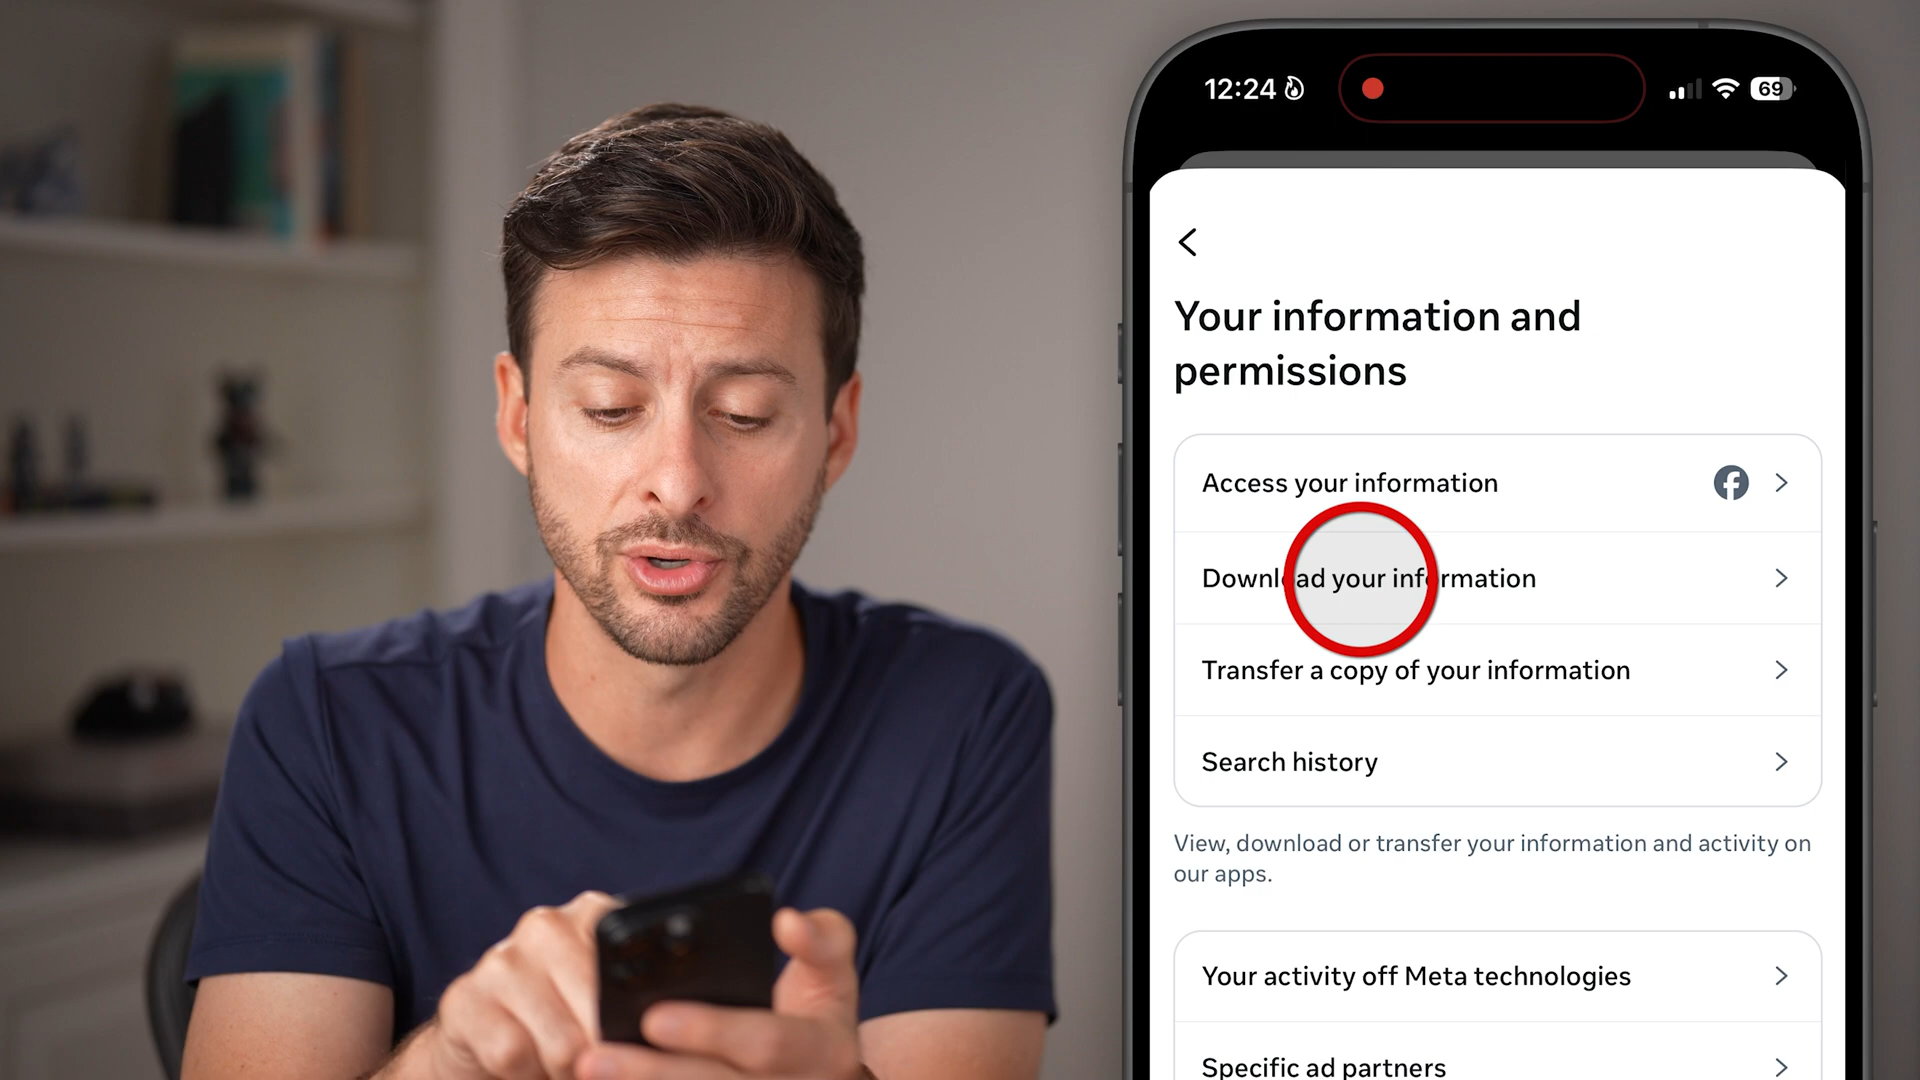 12:24
69
Your information and
permissions
Access your information
Download your information
Transfer a copy of your information
Search history
View, download or transfer your information and activity on
our apps.
Your activity off Meta technologies
Specific ad partners